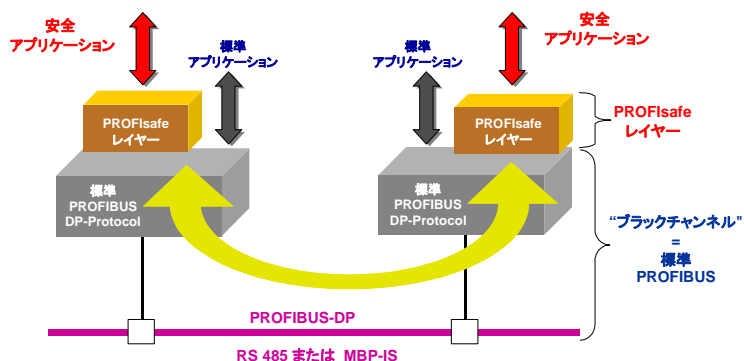 安全
アプリケーション
標準
アプリケーション
標準
アプリケーション
安全
アプリケーション
PROFIsafe
レイヤー
PROFIsafe
レイヤー
PROFIsafe
レイヤー
標準
PROFIBUS
DP-Protocol
標準
PROFIBUS
DP-Protocol
“ブラックチャンネル"
=
標準
PROFIBUS
PROFIBUS-DP
RS 485 または MBP-IS